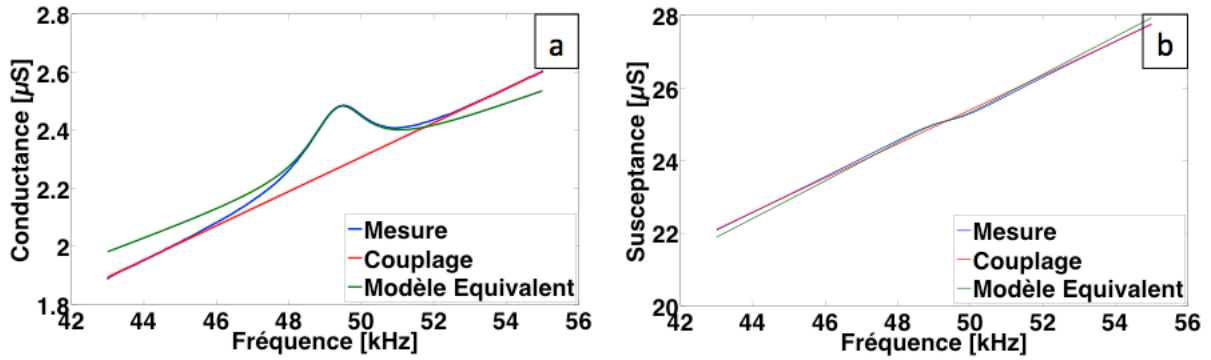 2.8
2.6
2.4
2.2
2
1.8
Conductance [µS]
a
Mesure
Couplage
Modèle Equivalent
42 44 46 48 50 52 54 56
Fréquence [kHz]
28
26
24
22
20
Susceptance [µS]
b
Mesure
Couplage
Modèle Equivalent
42 44 46 48 50 52 54 56
Fréquence [kHz]